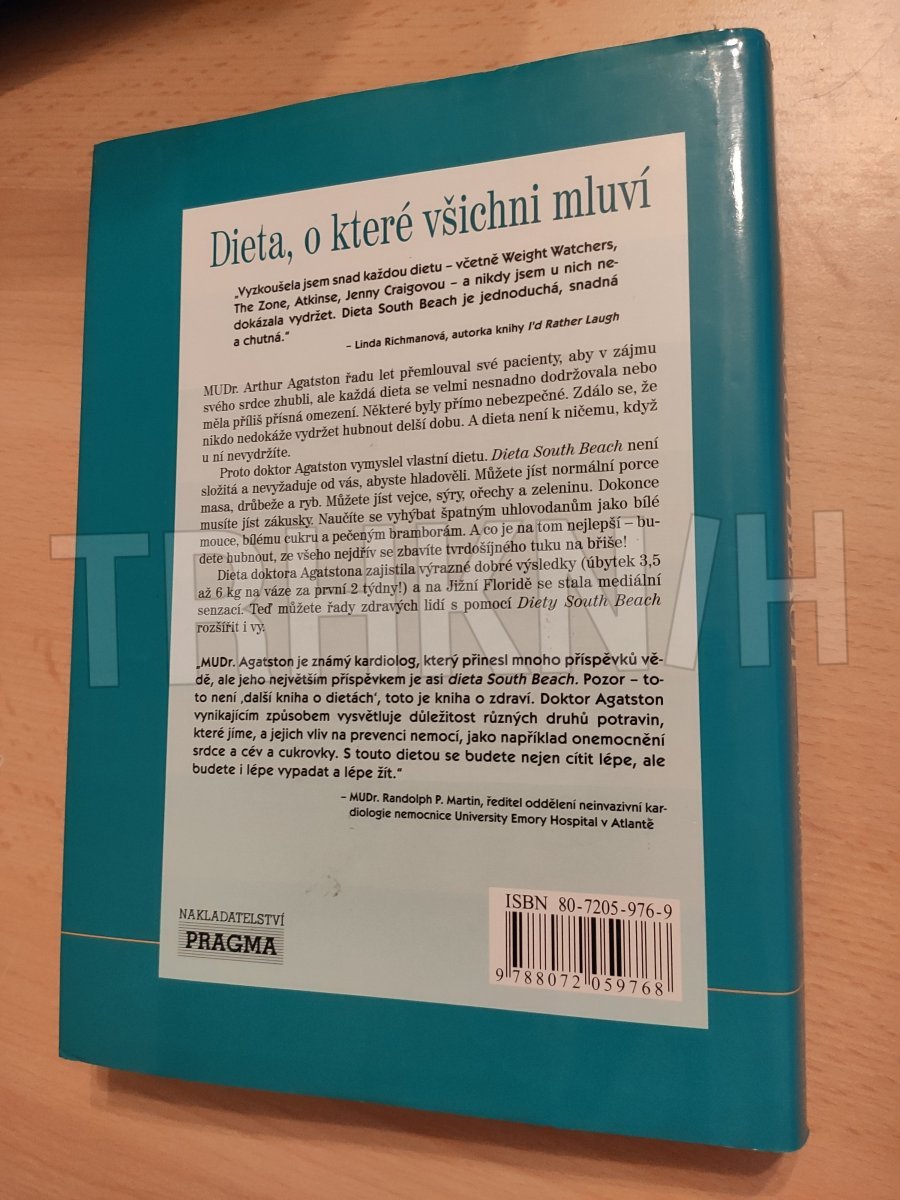 Dieta, o které všichni mluví
„Vyzkoušela jsem snad každou dietu – včetně Weight Watchers,
The Zone, Atkinse, Jenny Craigovou – a nikdy jsem u nich ne-
dokázala vydržet. Dieta South Beach je jednoduchá, snadná
a chutná.“
– Linda Richmanová, autorka knihy I'd Rather Laugh
MUDr. Arthur Agatston řadu let přemlouval své pacienty, aby v zájmu
svého srdce zhubli, ale každá dieta se velmi nesnadno dodržovala nebo
měla příliš přísná omezení. Některé byly přímo nebezpečné. Zdálo se, že
nikdo nedokáže vydržet hubnout delší dobu. A dieta není k ničemu, když
u ní nevydržíte.
Proto doktor Agatston vymyslel vlastní dietu. Dieta South Beach není
složitá a nevyžaduje od vás, abyste hladověli. Můžete jíst normální porce
masa, drůbeže a ryb. Můžete jíst vejce, sýry, ořechy a zeleninu. Dokonce
musíte jíst zákusky. Naučíte se vyhýbat špatným uhlovodanům jako bílé
mouce, bílému cukru a pečeným bramborám. A co je na tom nejlepší – bu-
dete hubnout, ze všeho nejdřív se zbavíte tvrdošíjného tuku na břiše!
Dieta doktora Agatstona zajistila výrazné dobré výsledky (úbytek 3,5
až 6 kg na váze za první 2 týdny!) a na Jižní Floridě se stala mediální
senzací. Teď můžete řady zdravých lidí s pomocí Diety South Beach
rozšířit i vy.
„MUDr. Agatston je známý kardiolog, který přinesl mnoho příspěvků vě-
dě, ale jeho největším příspěvkem je asi dieta South Beach. Pozor – to-
to není ‚další kniha o dietách‘, toto je kniha o zdraví. Doktor Agatston
vynikajícím způsobem vysvětluje důležitost různých druhů potravin,
které jíme, a jejich vliv na prevenci nemocí, jako například onemocnění
srdce a cév a cukrovky. S touto dietou se budete nejen cítit lépe, ale
budete i lépe vypadat a lépe žít.“
– MUDr. Randolph P. Martin, ředitel oddělení neinvazivní kar-
diologie nemocnice University Emory Hospital v Atlantě
NAKLADATELSTVÍ
PRAGMA
ISBN 80-7205-976-9
9 788072 059768